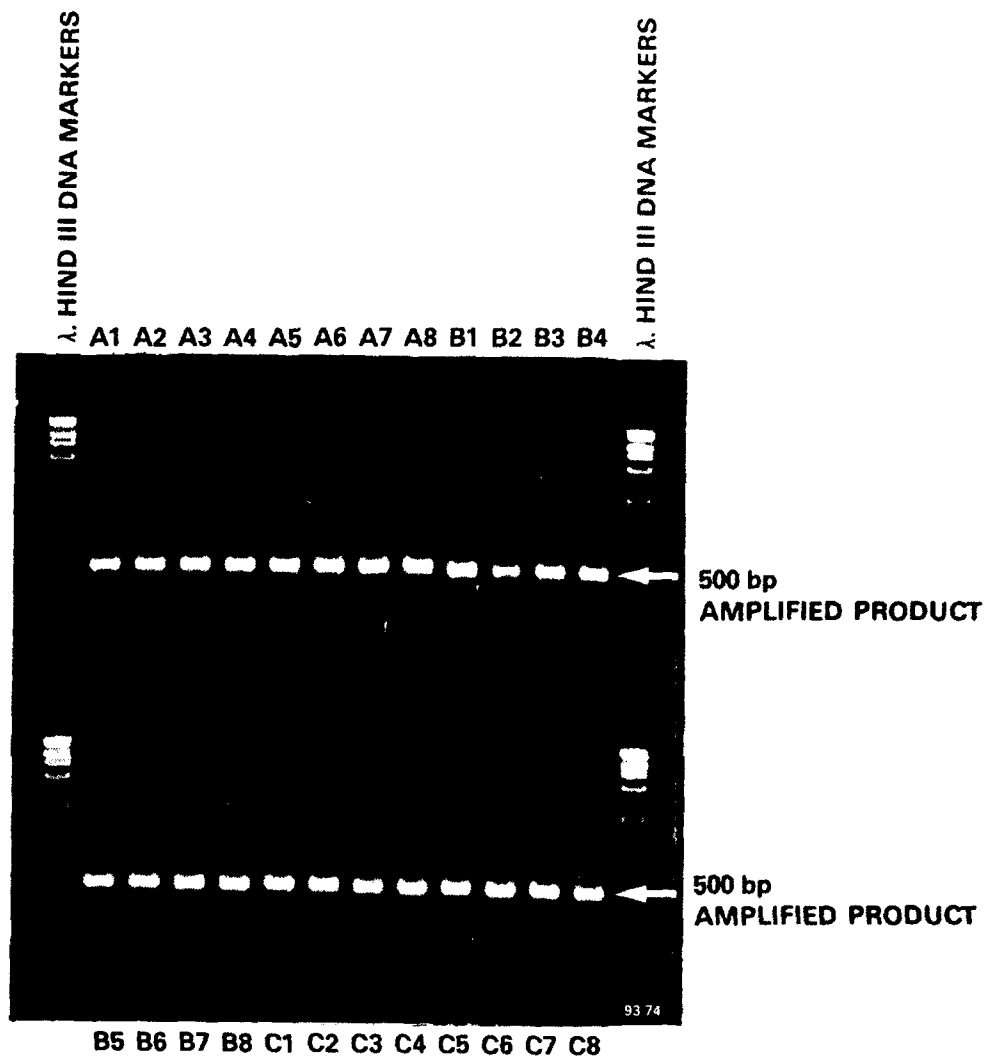 λ. HIND III DNA MARKERS
λ. HIND III DNA MARKERS
A1 A2 A3 A4 A5 A6 A7 A8 B1 B2 B3 B4
500 bp
AMPLIFIED PRODUCT
500 bp
AMPLIFIED PRODUCT
93 74
B5 B6 B7 B8 C1 C2 C3 C4 C5 C6 C7 C8